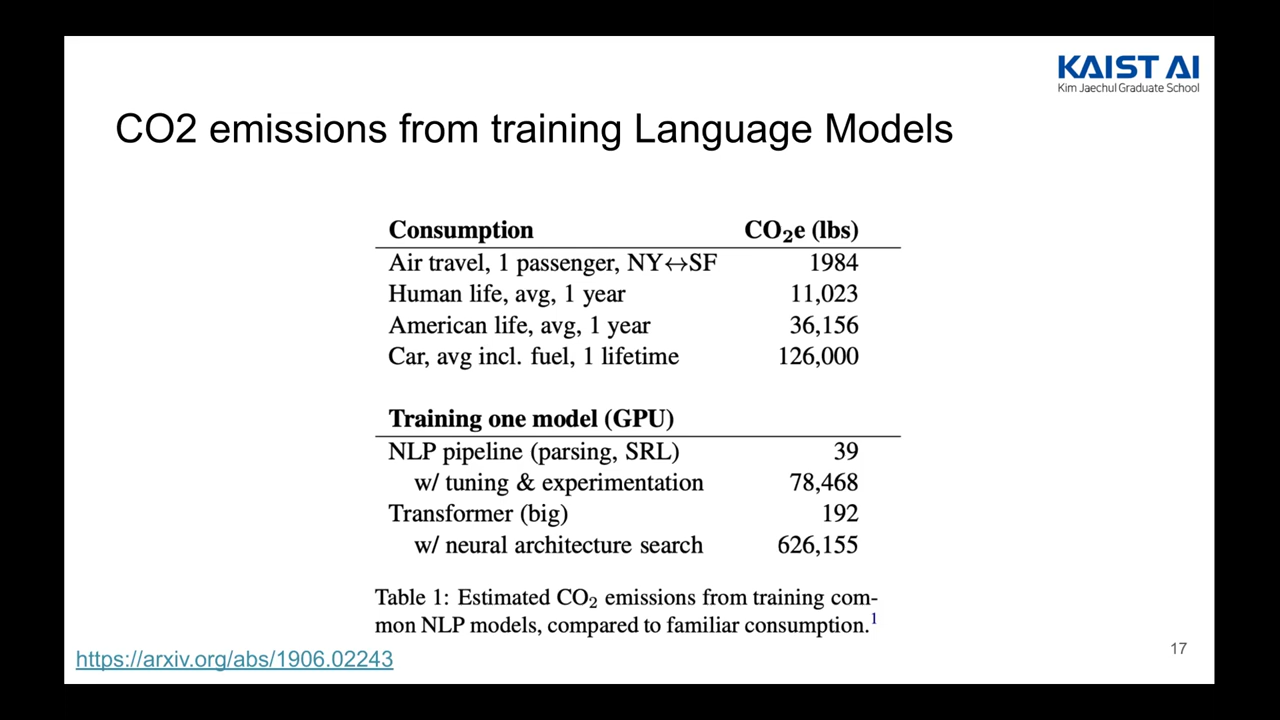 KAIST AI
Kim Jaechul Graduate School
CO2 emissions from training Language Models
Consumption CO₂e (lbs)
Air travel, 1 passenger, NY↔SF 1984
Human life, avg, 1 year 11,023
American life, avg, 1 year 36,156
Car, avg incl. fuel, 1 lifetime 126,000
Training one model (GPU)
NLP pipeline (parsing, SRL) 39
w/ tuning & experimentation 78,468
Transformer (big) 192
w/ neural architecture search 626,155
Table 1: Estimated CO₂ emissions from training com-
mon NLP models, compared to familiar consumption.¹
https://arxiv.org/abs/1906.02243
17